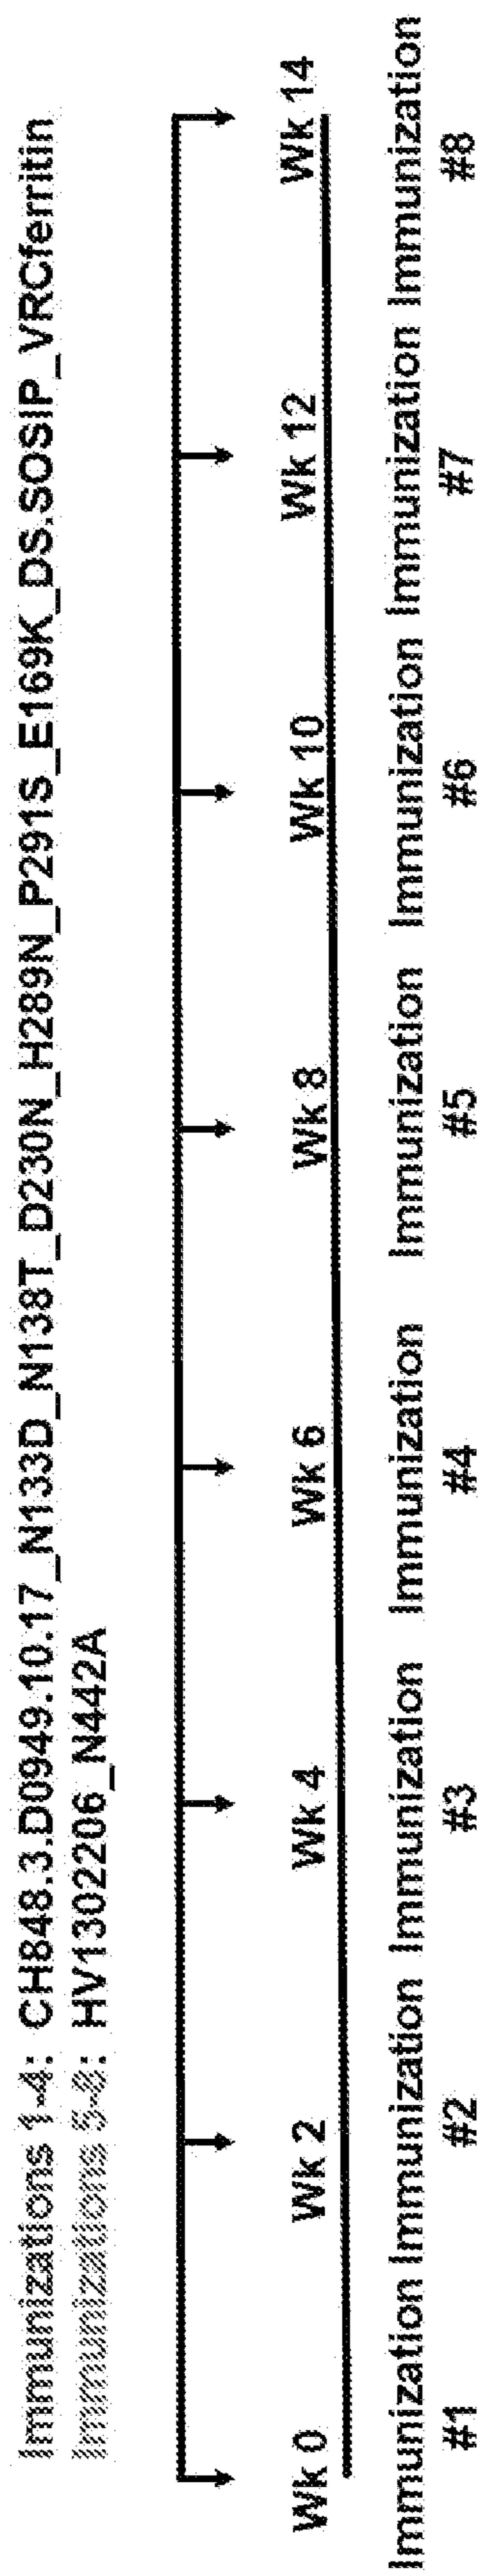 Immunizations 1-4: CH848.3.D0949.10.17_N133D_N138T_D230N_H289N_P291S_E169K_DS.SOSIP_VRCferritin
Immunizations 5-8: HV1302206_N442A
Wk 0 Wk 2 Wk 4 Wk 6 Wk 8 Wk 10 Wk 12 Wk 14
Immunization Immunization Immunization Immunization Immunization Immunization Immunization Immunization
#1 #2 #3 #4 #5 #6 #7 #8